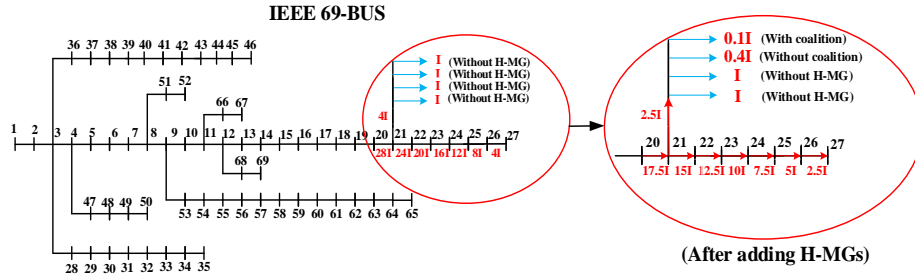 IEEE 69-BUS
36 37 38 39 40 41 42 43 44 45 46
51 52
66 67
1 2 3 4 5 6 7 8 9 10 11 12 13 14 15 16 17 18 19 20 21 22 23 24 25 26 27
28I 24I 20I 16I 12I 8I 4I
4I
I (Without H-MG)
I (Without H-MG)
I (Without H-MG)
I (Without H-MG)
68 69
47 48 49 50
53 54 55 56 57 58 59 60 61 62 63 64 65
28 29 30 31 32 33 34 35
0.1I (With coalition)
0.4I (Without coalition)
I (Without H-MG)
I (Without H-MG)
2.5I
20 21 22 23 24 25 26 27
17.5I 15I 12.5I 10I 7.5I 5I 2.5I
(After adding H-MGs)